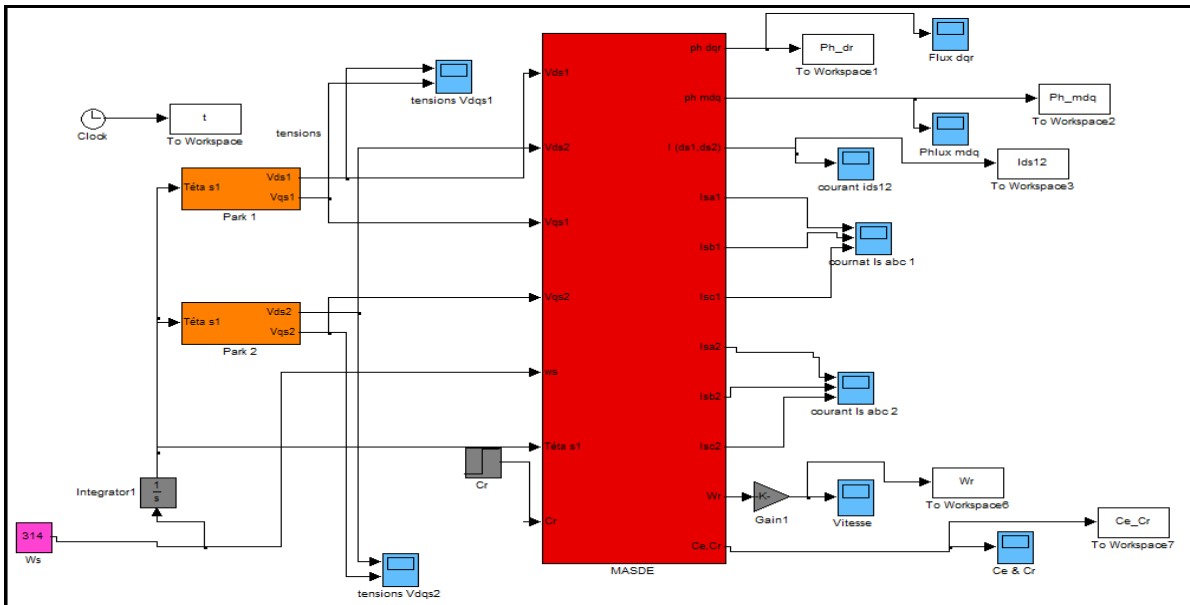 ph dqr
Ph_dr
To Workspace1
Flux dqr
Vds1
tensions Vdqs1
ph mdq
Ph_mdq
To Workspace2
Clock
t
To Workspace
tensions
Phlux mdq
Vds2
I (ds1 ds2)
courant ids12
Ids12
To Workspace3
Téta s1
Vds1
Vqs1
Park 1
Isa1
Vqs1
Isb1
cournat Is abc 1
Vqs2
Isc1
Téta s1
Vds2
Vqs2
Park 2
Isa2
ws
Isb2
courant Is abc 2
Téta s1
Isc2
Cr
Integrator1
1
s
Wr
-K-
Gain1
Vitesse
Wr
To Workspace6
314
Ws
Cr
Ce,Cr
Ce_Cr
To Workspace7
MASDE
Ce & Cr
tensions Vdqs2